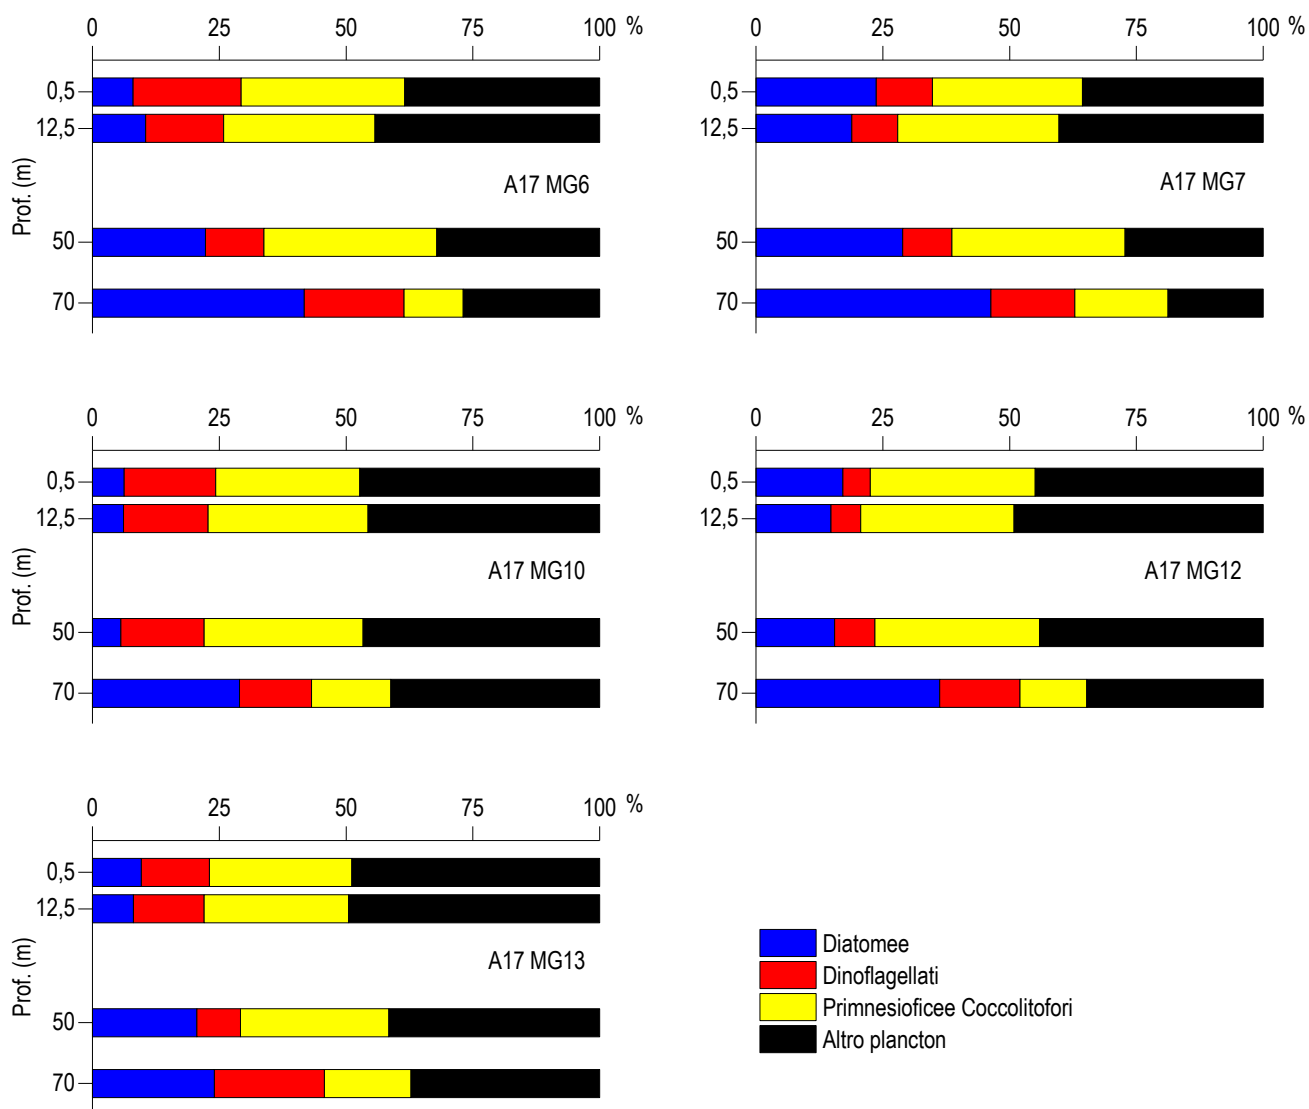 0 25 50 75 100 %
0,5
12,5
50
70
Prof. (m)
A17 MG6
0 25 50 75 100 %
0,5
12,5
50
70
A17 MG7
0 25 50 75 100 %
0,5
12,5
50
70
Prof. (m)
A17 MG10
0 25 50 75 100 %
0,5
12,5
50
70
A17 MG12
0 25 50 75 100 %
0,5
12,5
50
70
Prof. (m)
A17 MG13
Diatomee
Dinoflagellati
Primnesioficee Coccolitofori
Altro plancton